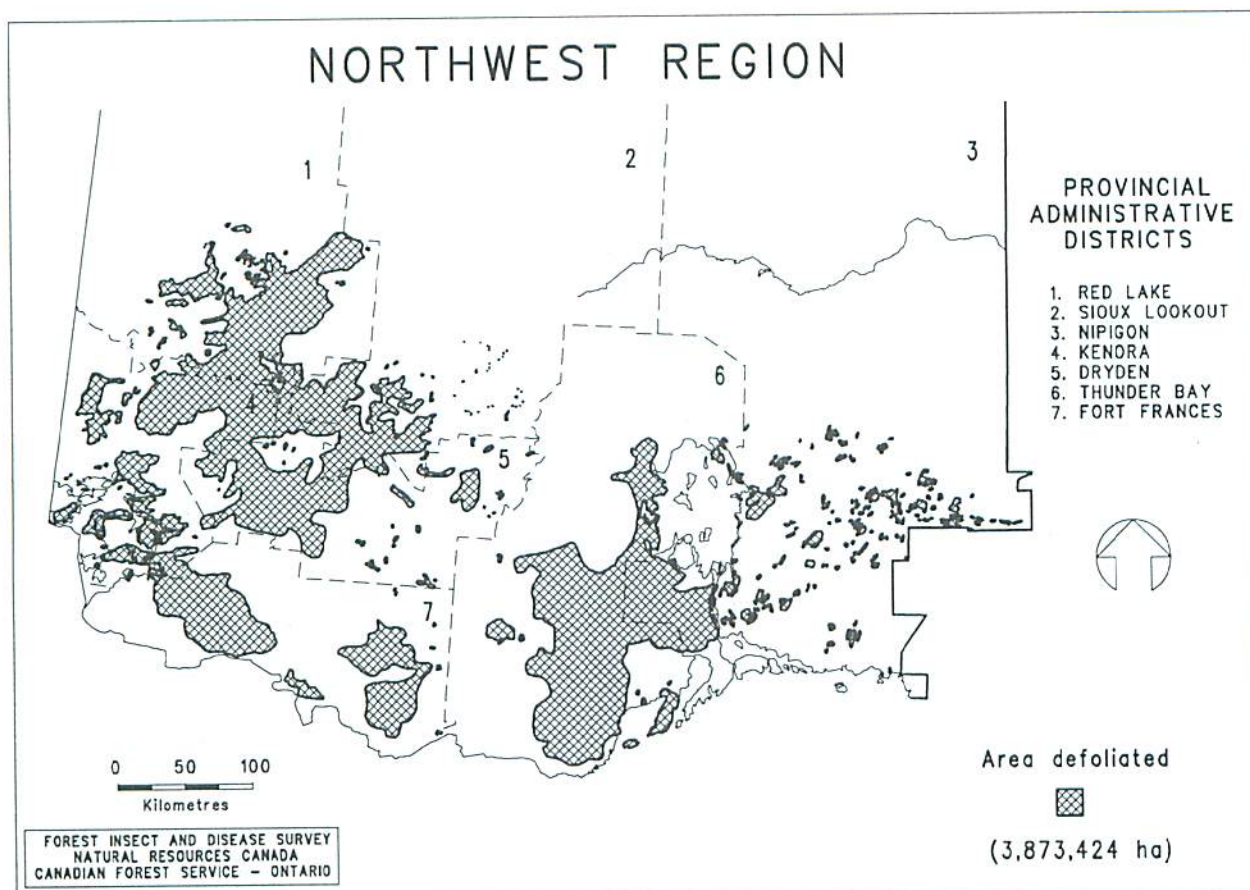 NORTHWEST REGION
1
2
3
4
5
6
7
PROVINCIAL
ADMINISTRATIVE
DISTRICTS
1. RED LAKE
2. SIOUX LOOKOUT
3. NIPIGON
4. KENDRA
5. DRYDEN
6. THUNDER BAY
7. FORT FRANCES
0 50 100
Kilometres
Area defoliated
(3,873,424 ha)
FOREST INSECT AND DISEASE SURVEY
NATURAL RESOURCES CANADA
CANADIAN FOREST SERVICE - ONTARIO